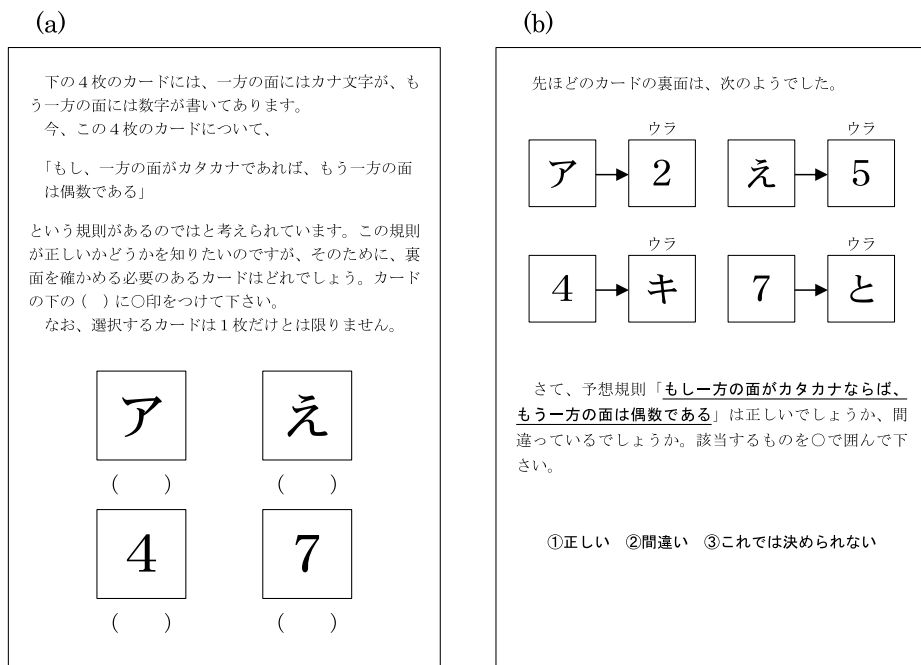 (a)
下の４枚のカードには、一方の面にはカナ文字が、も
う一方の面には数字が書いてあります。
今、この４枚のカードについて、
「もし、一方の面がカタカナであれば、もう一方の面
は偶数である」
という規則があるのではと考えられています。この規則
が正しいかどうかを知りたいのですが、そのために、裏
面を確かめる必要のあるカードはどれでしょう。カード
の下の（　）に○印をつけて下さい。
なお、選択するカードは１枚だけとは限りません。
ア　え
（　）　（　）
4　7
（　）　（　）
(b)
先ほどのカードの裏面は、次のようでした。
ウラ　ウラ
ア　2　え　5
ウラ　ウラ
4　キ　7　と
さて、予想規則「もし一方の面がカタカナならば、
もう一方の面は偶数である」は正しいでしょうか、間
違っているでしょうか。該当するものを○で囲んで下
さい。
①正しい　②間違い　③これでは決められない